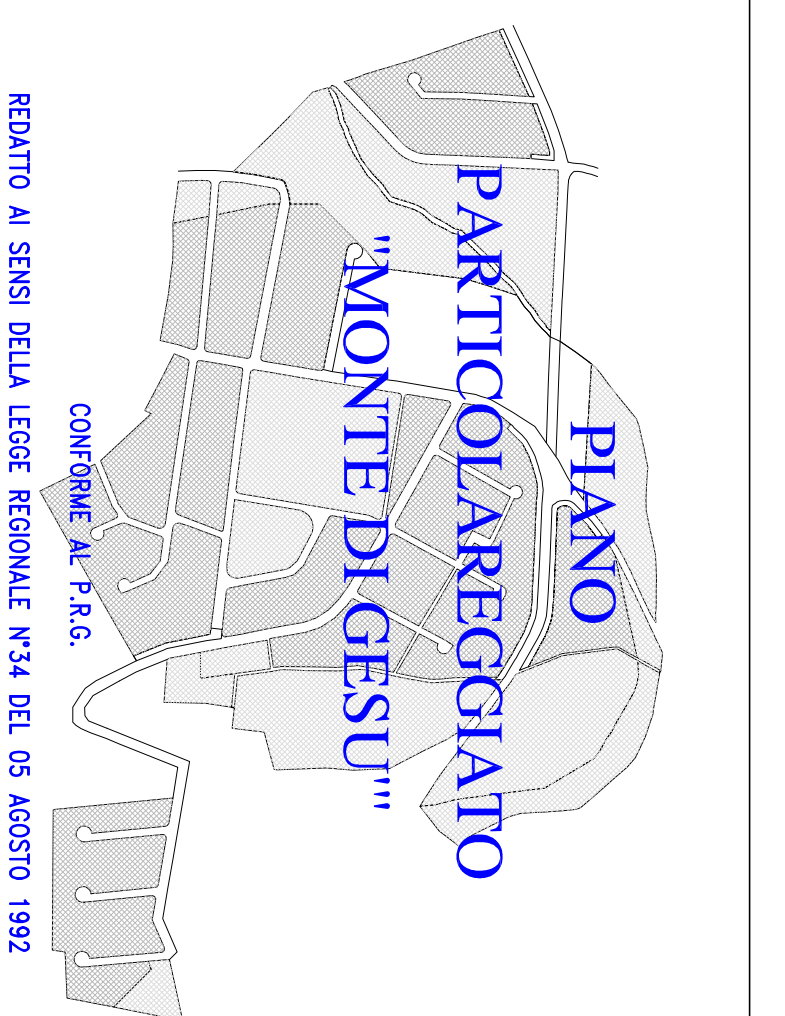 PIANO
PARTICOLAREGGIATO
"MONTE DI GESU'"
CONFORME AL P.R.G.
REDATTO AI SENSI DELLA LEGGE REGIONALE N°34 DEL 05 AGOSTO 1992